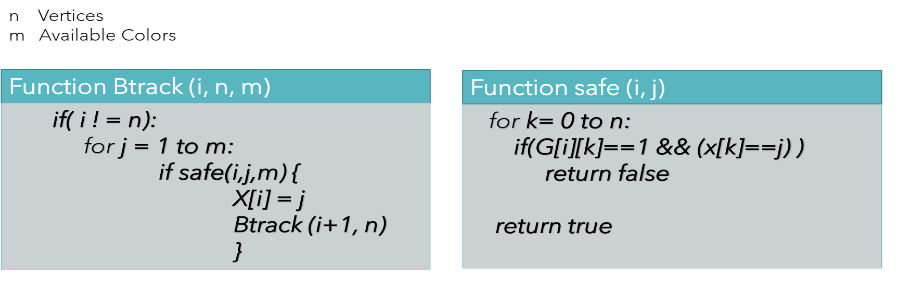 n Vertices
m Available Colors
Function Btrack (i, n, m)
if( i ! = n):
for j = 1 to m:
if safe(i,j,m) {
X[i] = j
Btrack (i+1, n)
}
Function safe (i, j)
for k= 0 to n:
if(G[i][k]==1 && (x[k]==j) )
return false
return true